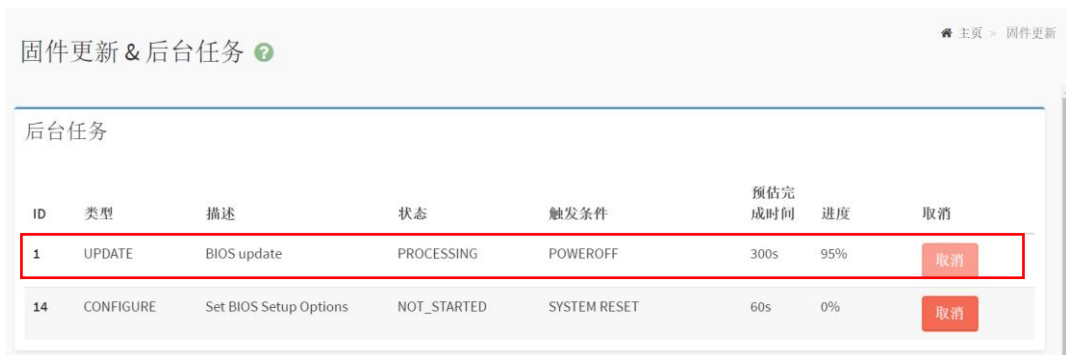 主页 > 固件更新
固件更新 & 后台任务 ?
后台任务
ID 类型 描述 状态 触发条件 预估完成时间 进度 取消
1 UPDATE BIOS update PROCESSING POWEROFF 300s 95% 取消
14 CONFIGURE Set BIOS Setup Options NOT_STARTED SYSTEM RESET 60s 0% 取消